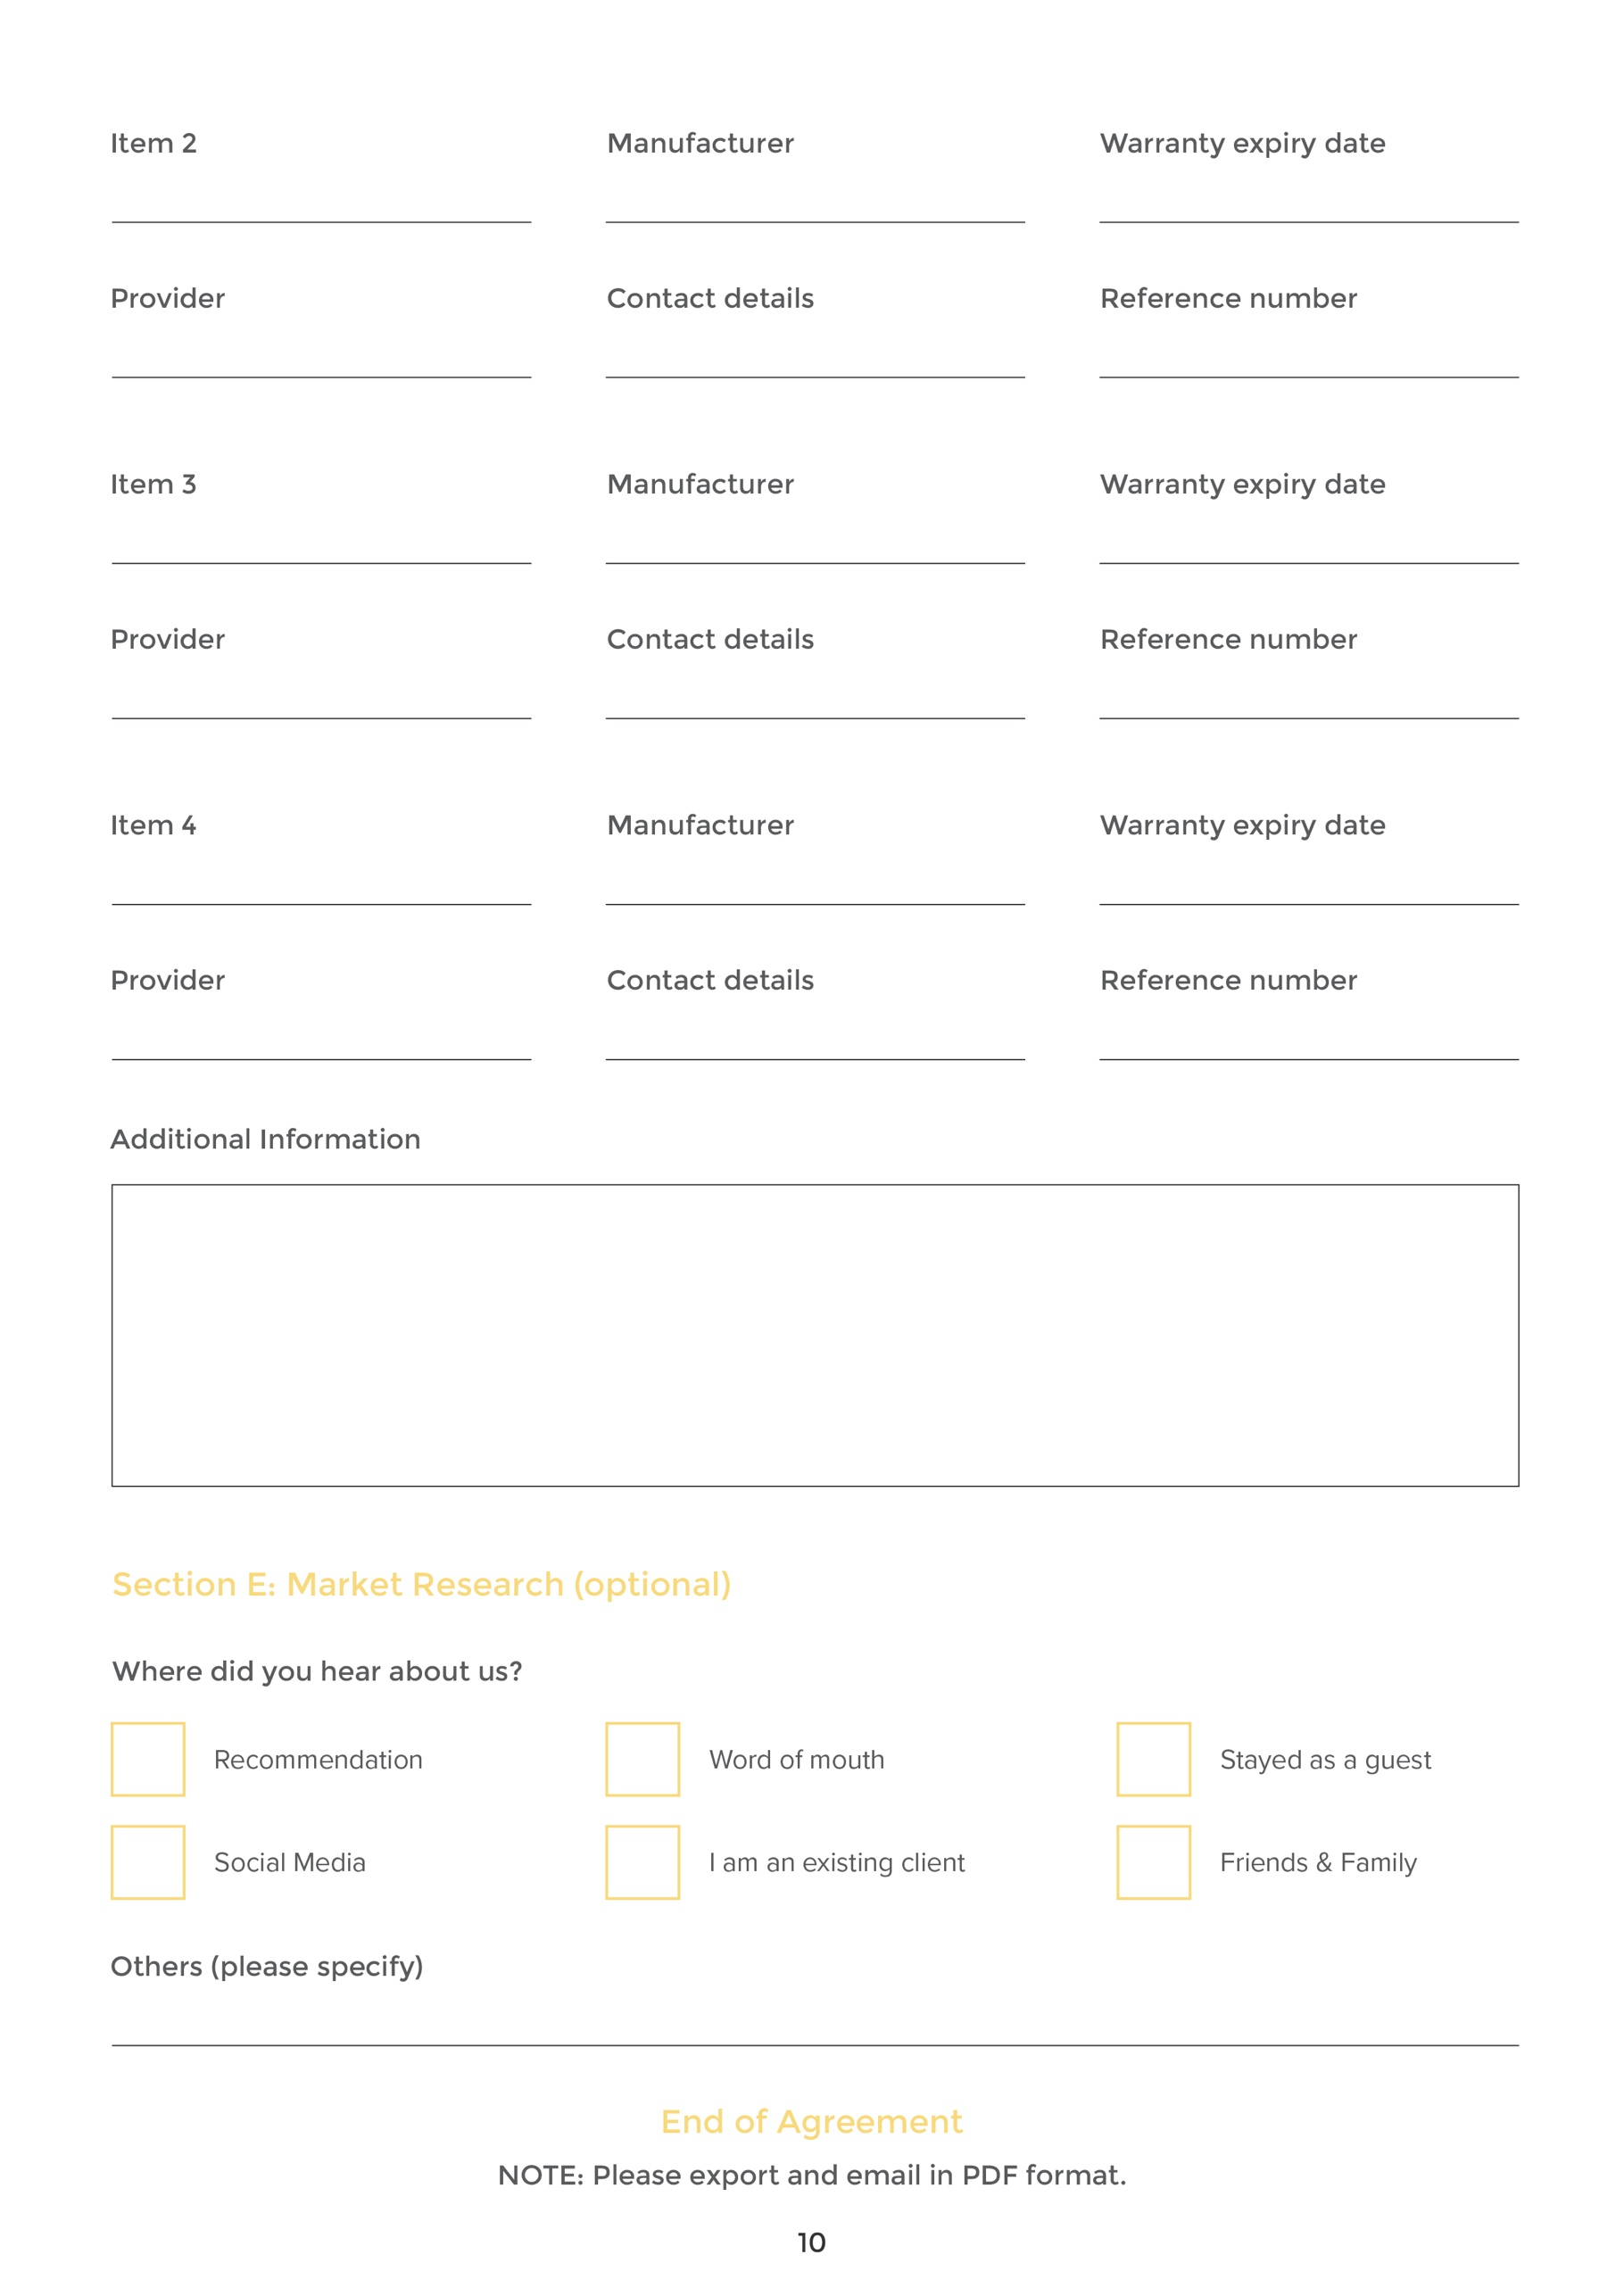 Item 2 Manufacturer Warranty expiry date
Provider Contact details Reference number
Item 3 Manufacturer Warranty expiry date
Provider Contact details Reference number
Item 4 Manufacturer Warranty expiry date
Provider Contact details Reference number
Additional Information
Section E: Market Research (optional)
Where did you hear about us?
Recommendation Word of mouth Stayed as a guest
Social Media I am an existing client Friends & Family
Others (please specify)
End of Agreement
NOTE: Please export and email in PDF format.
10